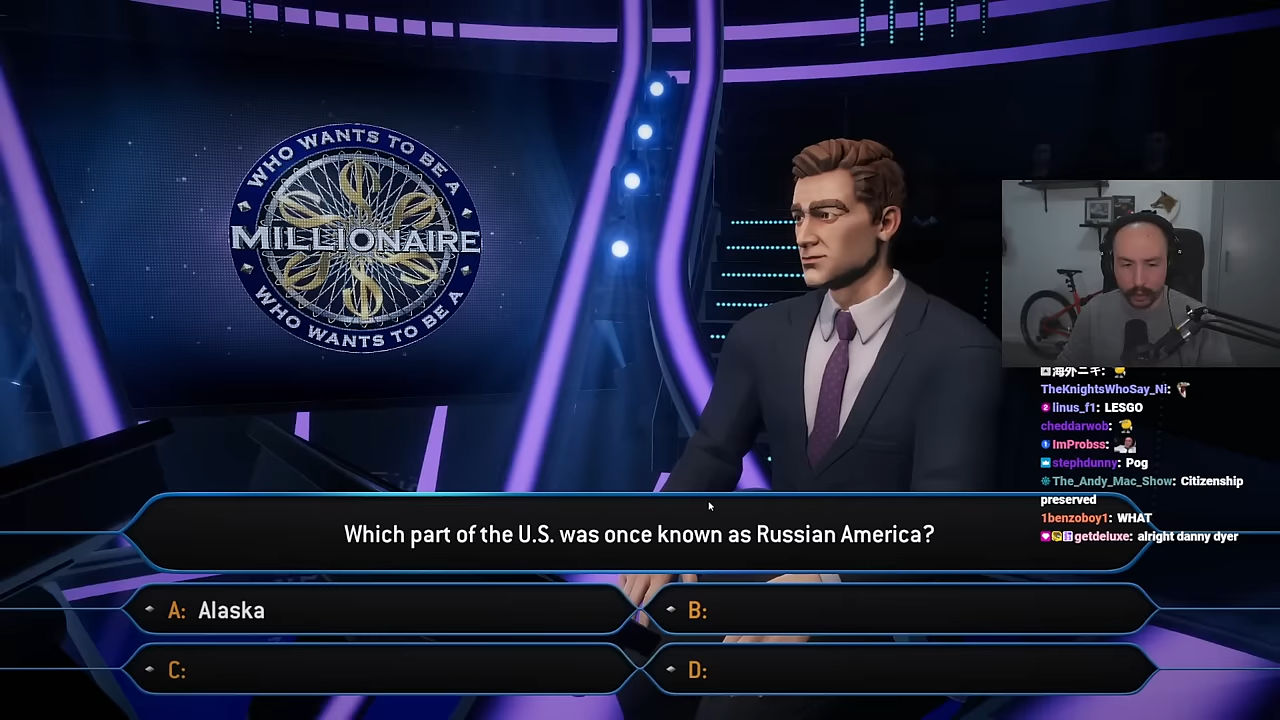 WHO WANTS TO BE A
MILLIONAIRE
WHO WANTS TO BE A
海外ニキ:
TheKnightsWhoSay_Ni:
2 linus_f1: LESGO
cheddarwob:
1 ImProbss:
stephdunny: Pog
The_Andy_Mac_Show: Citizenship
preserved
1benzoboy1: WHAT
getdeluxe: alright danny dyer
Which part of the U.S. was once known as Russian America?
A: Alaska
B:
C:
D: